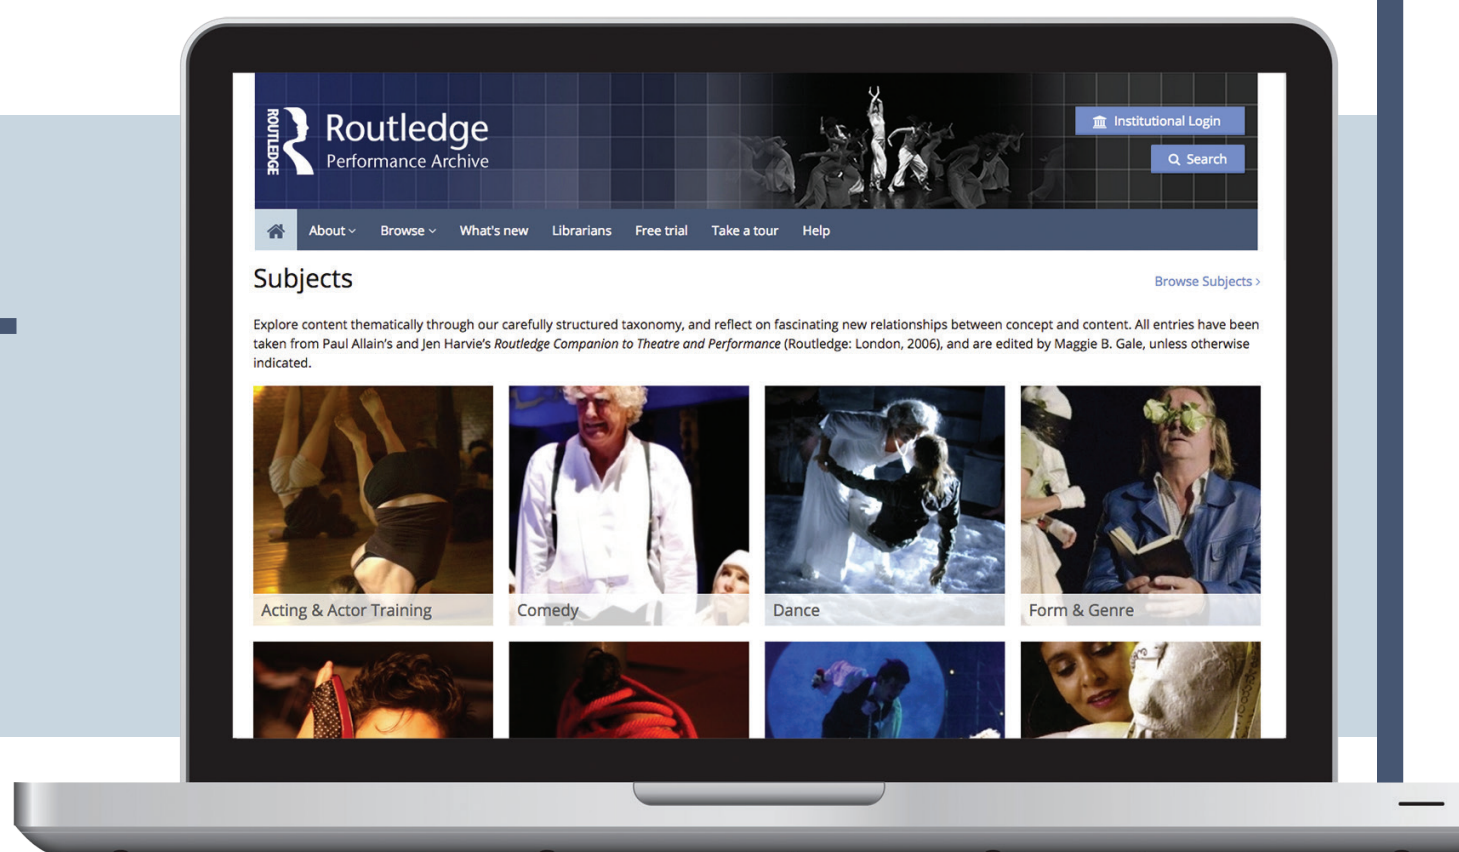 ROUTLEDGE
Routledge
Performance Archive
Institutional Login
Search
About
Browse
What's new
Librarians
Free trial
Take a tour
Help
Subjects
Browse Subjects >
Explore content thematically through our carefully structured taxonomy, and reflect on fascinating new relationships between concept and content. All entries have been
taken from Paul Allain's and Jen Harvie's Routledge Companion to Theatre and Performance (Routledge: London, 2006), and are edited by Maggie B. Gale, unless otherwise
indicated.
Acting & Actor Training
Comedy
Dance
Form & Genre